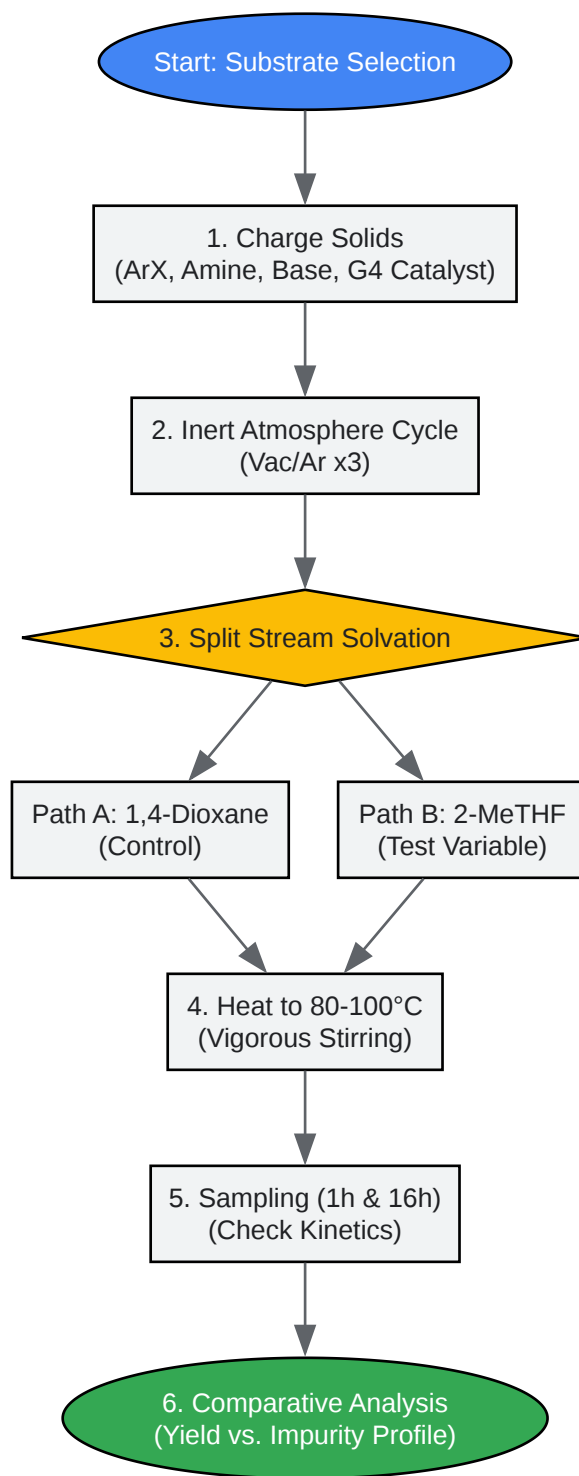 Start: Substrate Selection
1. Charge Solids
(ArX, Amine, Base, G4 Catalyst)
2. Inert Atmosphere Cycle
(Vac/Ar x3)
3. Split Stream Solvation
Path A: 1,4-Dioxane
(Control)
Path B: 2-MeTHF
(Test Variable)
4. Heat to 80-100°C
(Vigorous Stirring)
5. Sampling (1h & 16h)
(Check Kinetics)
6. Comparative Analysis
(Yield vs. Impurity Profile)